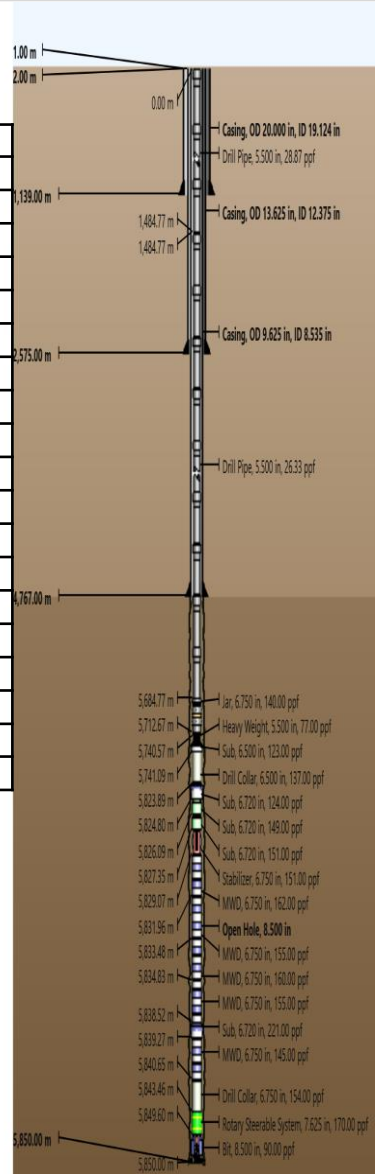 1.00 m
2.00 m
0.00 m
Casing, OD 20.000 in, ID 19.124 in
Drill Pipe, 5.500 in, 28.87 ppf
1,139.00 m
Casing, OD 13.625 in, ID 12.375 in
1,484.77 m
1,484.77 m
Casing, OD 9.625 in, ID 8.535 in
2,575.00 m
Drill Pipe, 5.500 in, 26.33 ppf
4,767.00 m
5,684.77 m
Jar, 6.750 in, 140.00 ppf
5,712.67 m
Heavy Weight, 5.500 in, 77.00 ppf
5,740.57 m
Sub, 6.500 in, 123.00 ppf
5,741.09 m
Drill Collar, 6.500 in, 137.00 ppf
5,823.89 m
Sub, 6.720 in, 124.00 ppf
5,824.80 m
Sub, 6.720 in, 149.00 ppf
5,826.09 m
Sub, 6.720 in, 151.00 ppf
5,827.35 m
Stabilizer, 6.750 in, 151.00 ppf
5,829.07 m
MWD, 6.750 in, 162.00 ppf
5,831.96 m
Open Hole, 8.500 in
5,833.48 m
MWD, 6.750 in, 155.00 ppf
5,834.83 m
MWD, 6.750 in, 160.00 ppf
MWD, 6.750 in, 155.00 ppf
5,838.52 m
Sub, 6.720 in, 221.00 ppf
5,839.27 m
MWD, 6.750 in, 145.00 ppf
5,840.65 m
5,843.46 m
Drill Collar, 6.750 in, 154.00 ppf
5,849.60 m
Rotary Steerable System, 7.625 in, 170.00 ppf
5,850.00 m
Bit, 8.500 in, 90.00 ppf
5,850.00 m